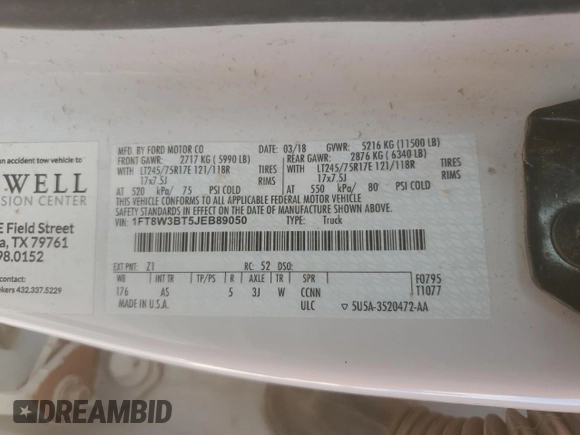 n accident tow vehicle to
WELL
SION CENTER
E Field Street
a, TX 79761
98.0152
ekers 432.337.5229
MFD. BY FORD MOTOR CO
DATE: 03/18 GVWR: 5216 KG (11500 LB)
FRONT GAWR: 2717 KG (5990 LB) REAR GAWR: 2876 KG (6340 LB)
LT245/75R17E 121/118R TIRES LT245/75R17E 121/118R
17x7.5J RIMS 17x7.5J RIMS
AT 520 kPa/ 75 PSI COLD AT 550 kPa/ 80 PSI COLD
THIS VEHICLE CONFORMS TO ALL APPLICABLE FEDERAL MOTOR VEHICLE
SAFETY STANDARDS IN EFFECT ON THE DATE OF MANUFACTURE SHOWN ABOVE.
VIN: 1FT8W3BT5JEB89050 TYPE: Truck
EXT PNT: Z1 RC: 52 DSO:
WB INT TR TP/PS R AXLE TR SPR F0795
176 AS 5 3J W CCNN T1077
MADE IN U.S.A. ULC 5U5A-3520472-AA
DREAMBID